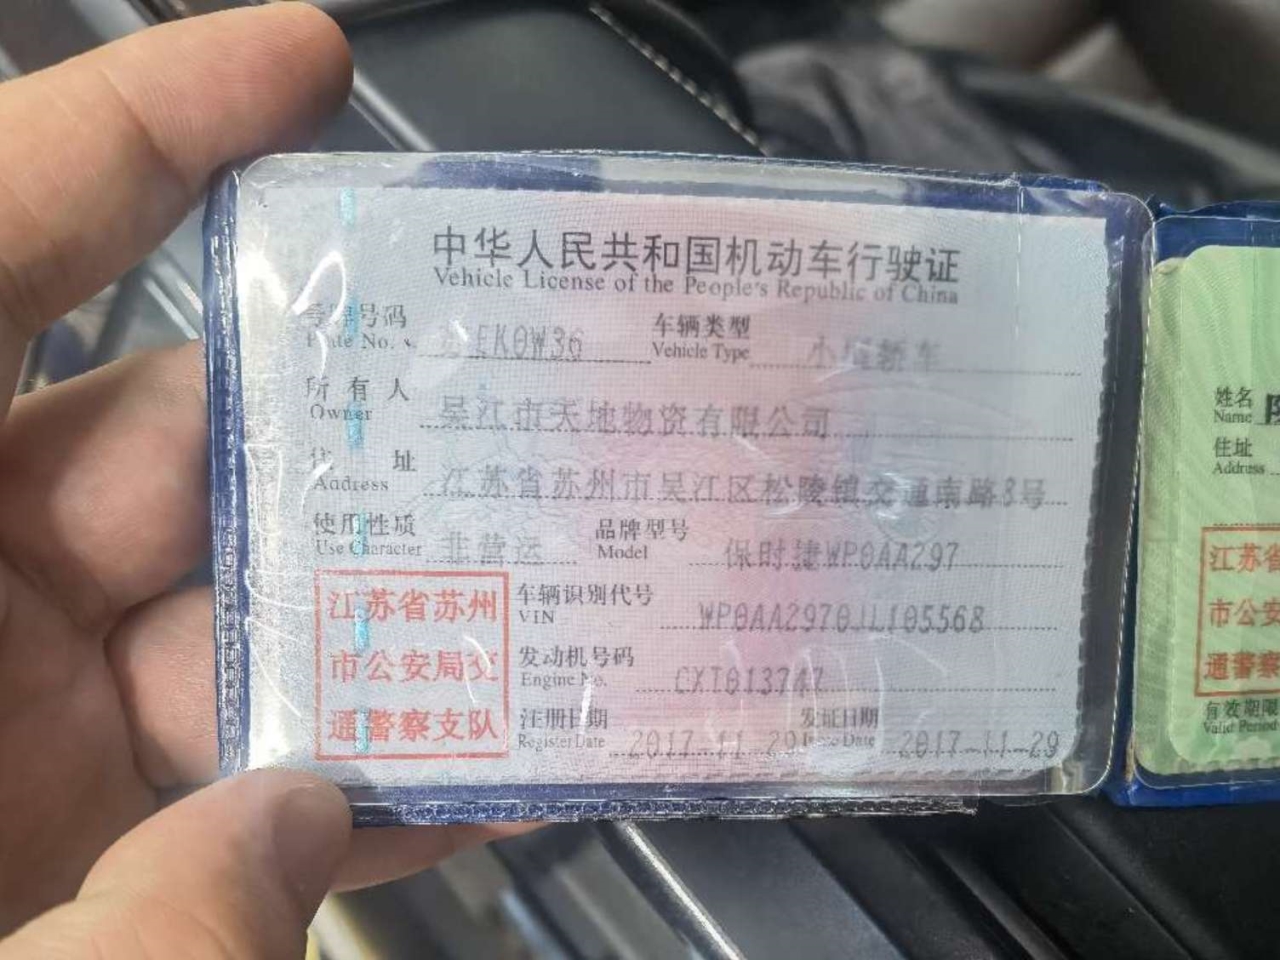 中华人民共和国机动车行驶证
Vehicle License of the People's Republic of China
号牌号码 苏EK0W36 车辆类型 小型轿车
Plate No. Vehicle Type
所有人 吴江市天地物资有限公司
Owner
住址 江苏省苏州市吴江区松陵镇交通南路8号
Address
使用性质 非营运 品牌型号 保时捷WP0AA297
Use Character Model
江苏省苏州
市公安局交
通警察支队
车辆识别代号 WP0AA2970JL105568
VIN
发动机号码 CXT013747
Engine No.
注册日期 2017-11-29 发证日期 2017-11-29
Register Date Issue Date
姓名
Name
住址
Address
江苏省
市公安
通警察
有效期限
Valid Period